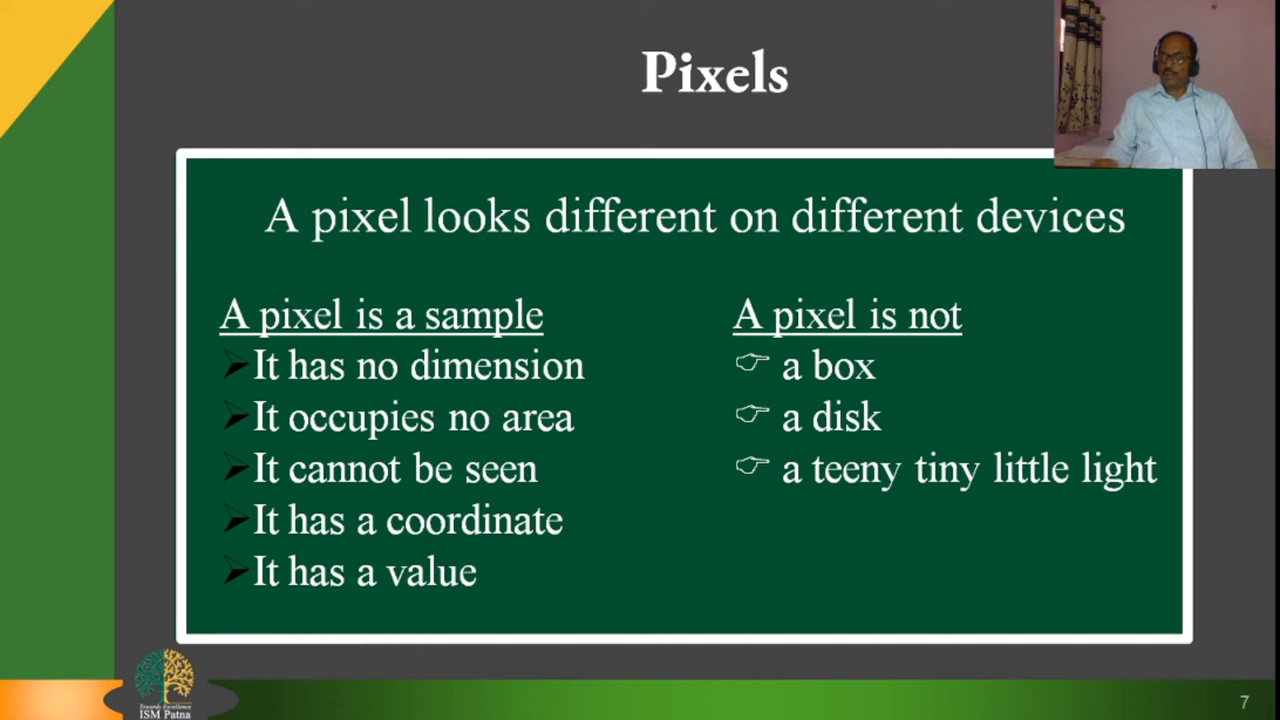 Pixels
A pixel looks different on different devices
A pixel is a sample
It has no dimension
It occupies no area
It cannot be seen
It has a coordinate
It has a value
A pixel is not
a box
a disk
a teeny tiny little light
Towards Excellence
ISM Patna
7